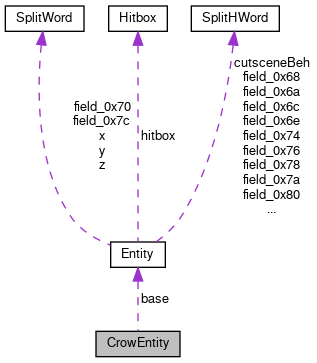 SplitWord
Hitbox
SplitHWord
field_0x70
field_0x7c
x
y
z
hitbox
cutsceneBeh
field_0x68
field_0x6a
field_0x6c
field_0x6e
field_0x74
field_0x76
field_0x78
field_0x7a
field_0x80
...
Entity
base
CrowEntity